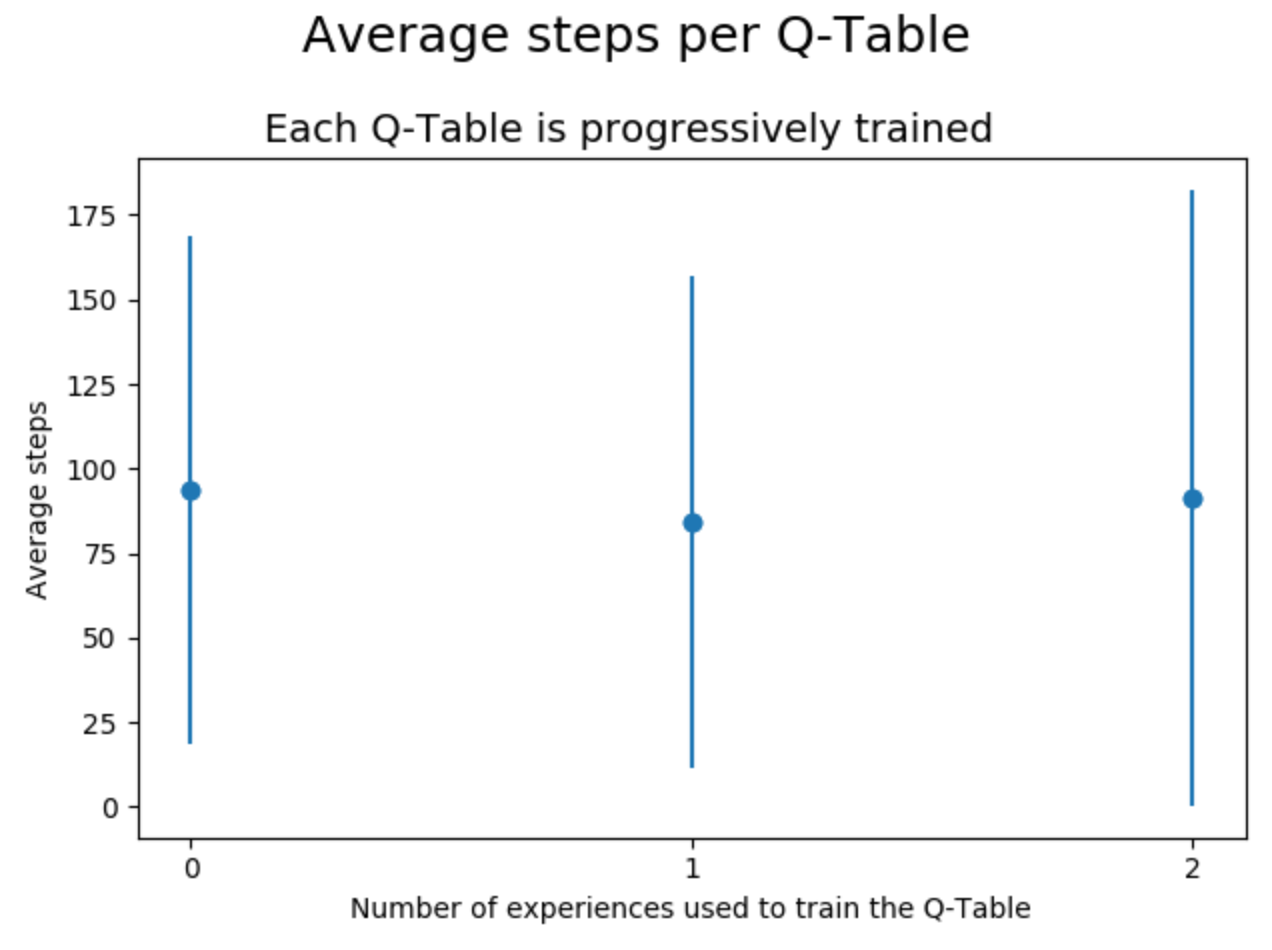 Average steps per Q-Table
Each Q-Table is progressively trained
175
150
125
100
75
50
25
0
Average steps
0 1 2
Number of experiences used to train the Q-Table